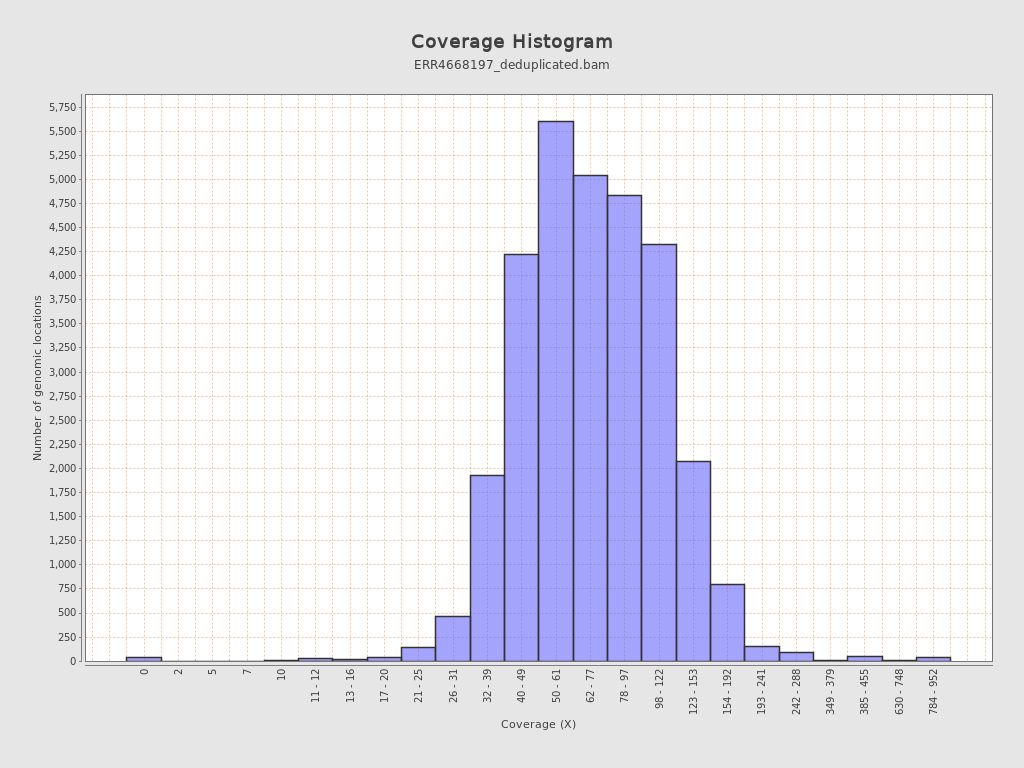 Coverage Histogram
ERR4668197_deduplicated.bam
Number of genomic locations
5,750
5,500
5,250
5,000
4,750
4,500
4,250
4,000
3,750
3,500
3,250
3,000
2,750
2,500
2,250
2,000
1,750
1,500
1,250
1,000
750
500
250
0
0
2
5
7
10
11 - 12
13 - 16
17 - 20
21 - 25
26 - 31
32 - 39
40 - 49
50 - 61
62 - 77
78 - 97
98 - 122
123 - 153
154 - 192
193 - 241
242 - 288
349 - 379
385 - 455
630 - 748
784 - 952
Coverage (X)